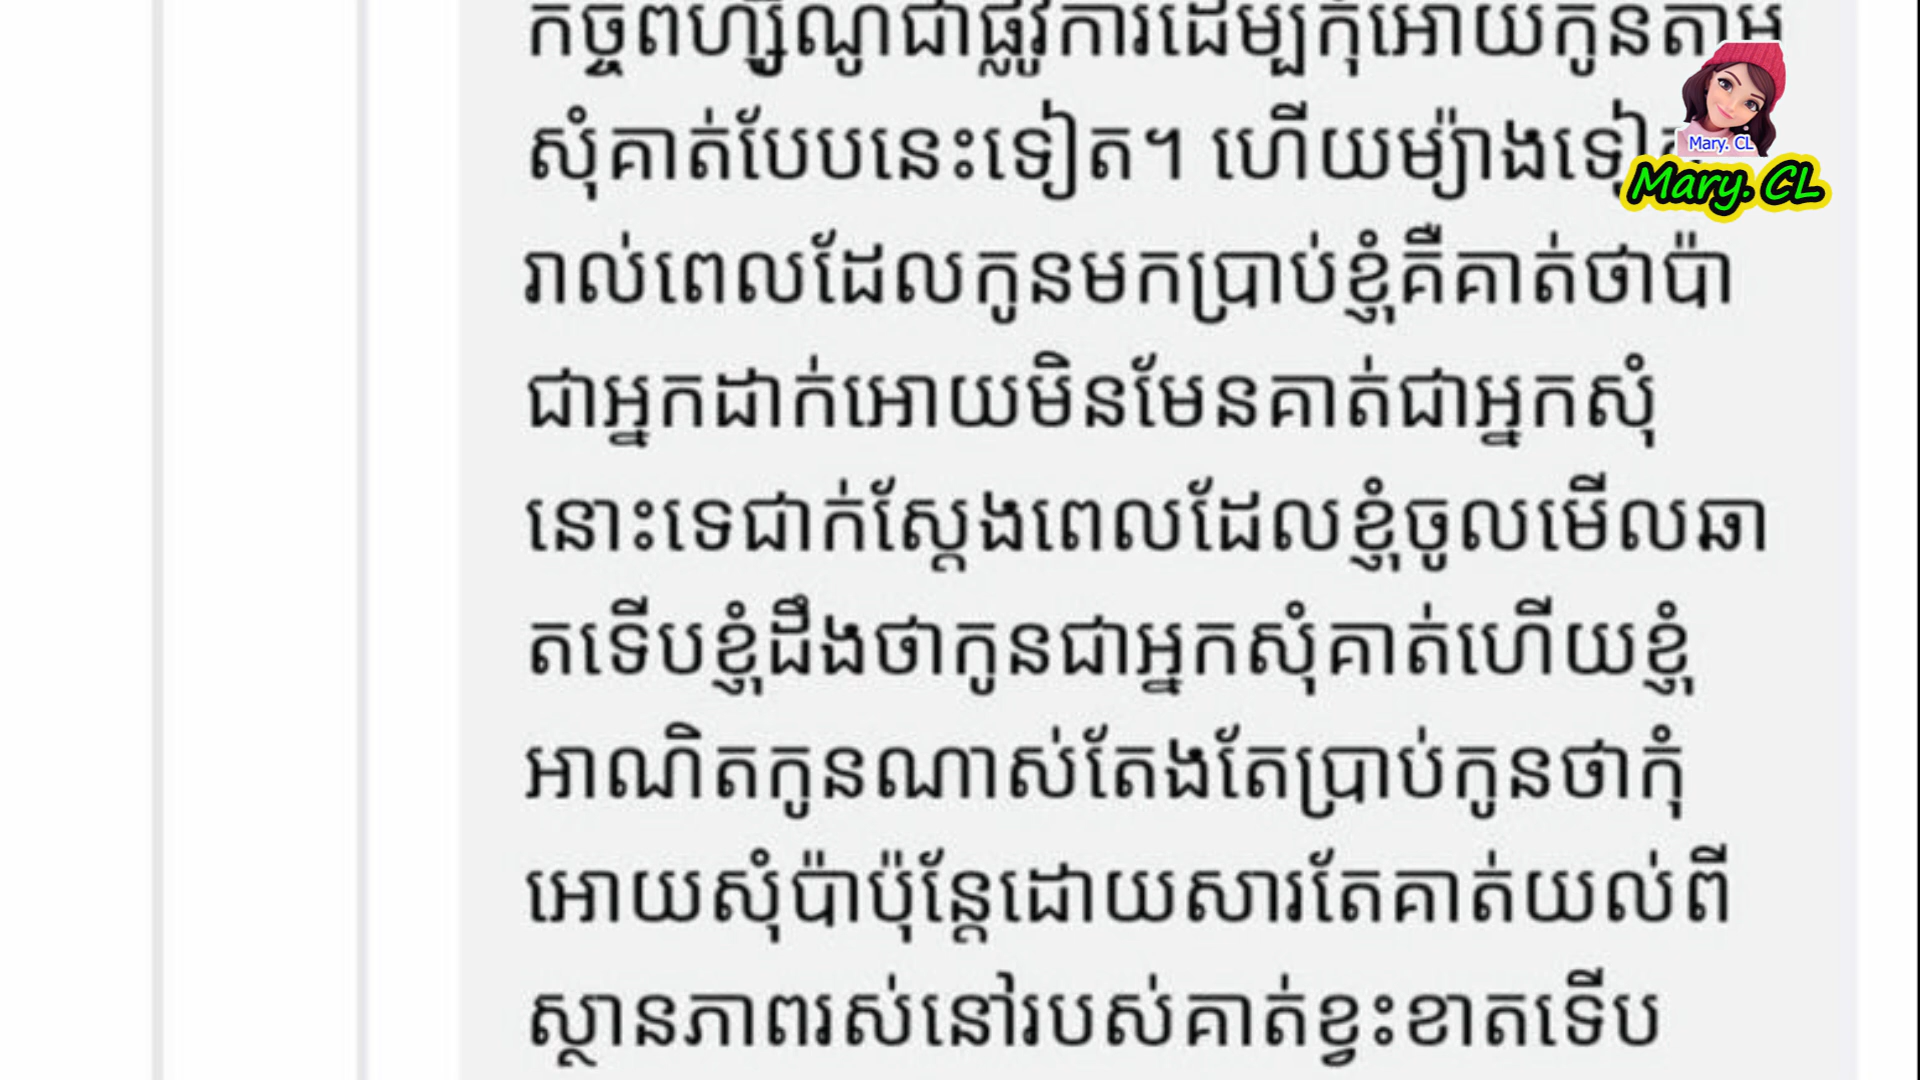 កិច្ចពហ្ស៊ីណូជាផ្លូវការដើម្បីកុំអោយកូនតាម
សុំគាត់បែបនេះទៀត។ ហើយម្យ៉ាងទៀត
រាល់ពេលដែលកូនមកប្រាប់ខ្ញុំគឺគាត់ថាប៉ា
ជាអ្នកដាក់អោយមិនមែនគាត់ជាអ្នកសុំ
នោះទេជាក់ស្តែងពេលដែលខ្ញុំចូលមើលឆា
តទើបខ្ញុំដឹងថាកូនជាអ្នកសុំគាត់ហើយខ្ញុំ
អាណិតកូនណាស់តែងតែប្រាប់កូនថាកុំ
អោយសុំប៉ាប៉ុន្តែដោយសារតែគាត់យល់ពី
ស្ថានភាពរស់នៅរបស់គាត់ខ្វះខាតទើប
Mary. CL
Mary. CL